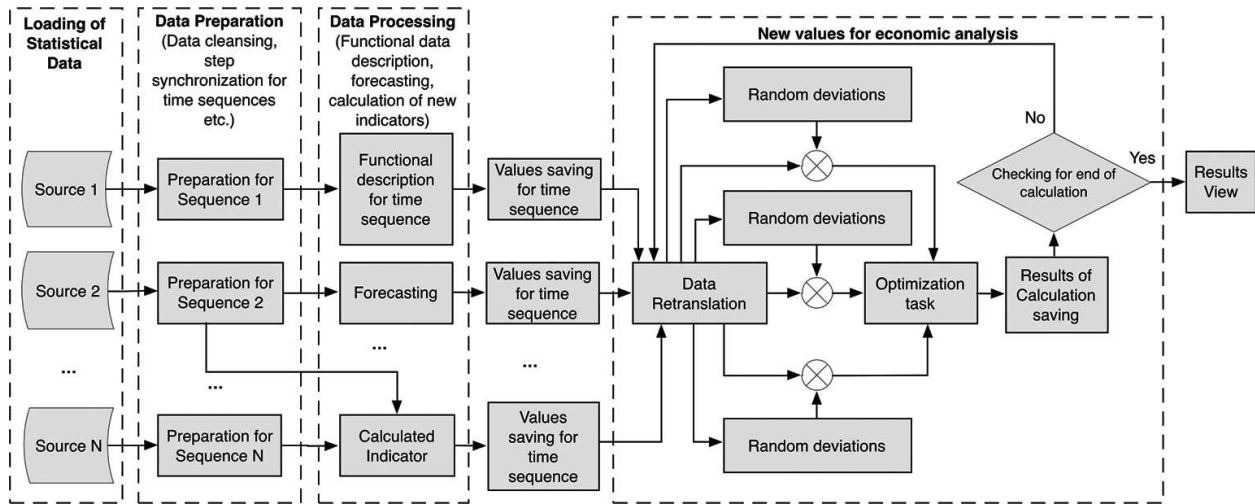 Loading of
Statistical
Data
Data Preparation
(Data cleansing,
step
synchronization for
time sequences
etc.)
Data Processing
(Functional data
description,
forecasting,
calculation of new
indicators)
New values for economic analysis
Source 1
Preparation for
Sequence 1
Functional
description
for time
sequence
Values saving
for time
sequence
Random deviations
No
Checking for end of
calculation
Yes
Results
View
Random deviations
Source 2
Preparation for
Sequence 2
Forecasting
Values saving
for time
sequence
Data
Retranslation
Optimization
task
Results of
Calculation
saving
...
...
...
...
Source N
Preparation for
Sequence N
Calculated
Indicator
Values
saving for
time
sequence
Random deviations